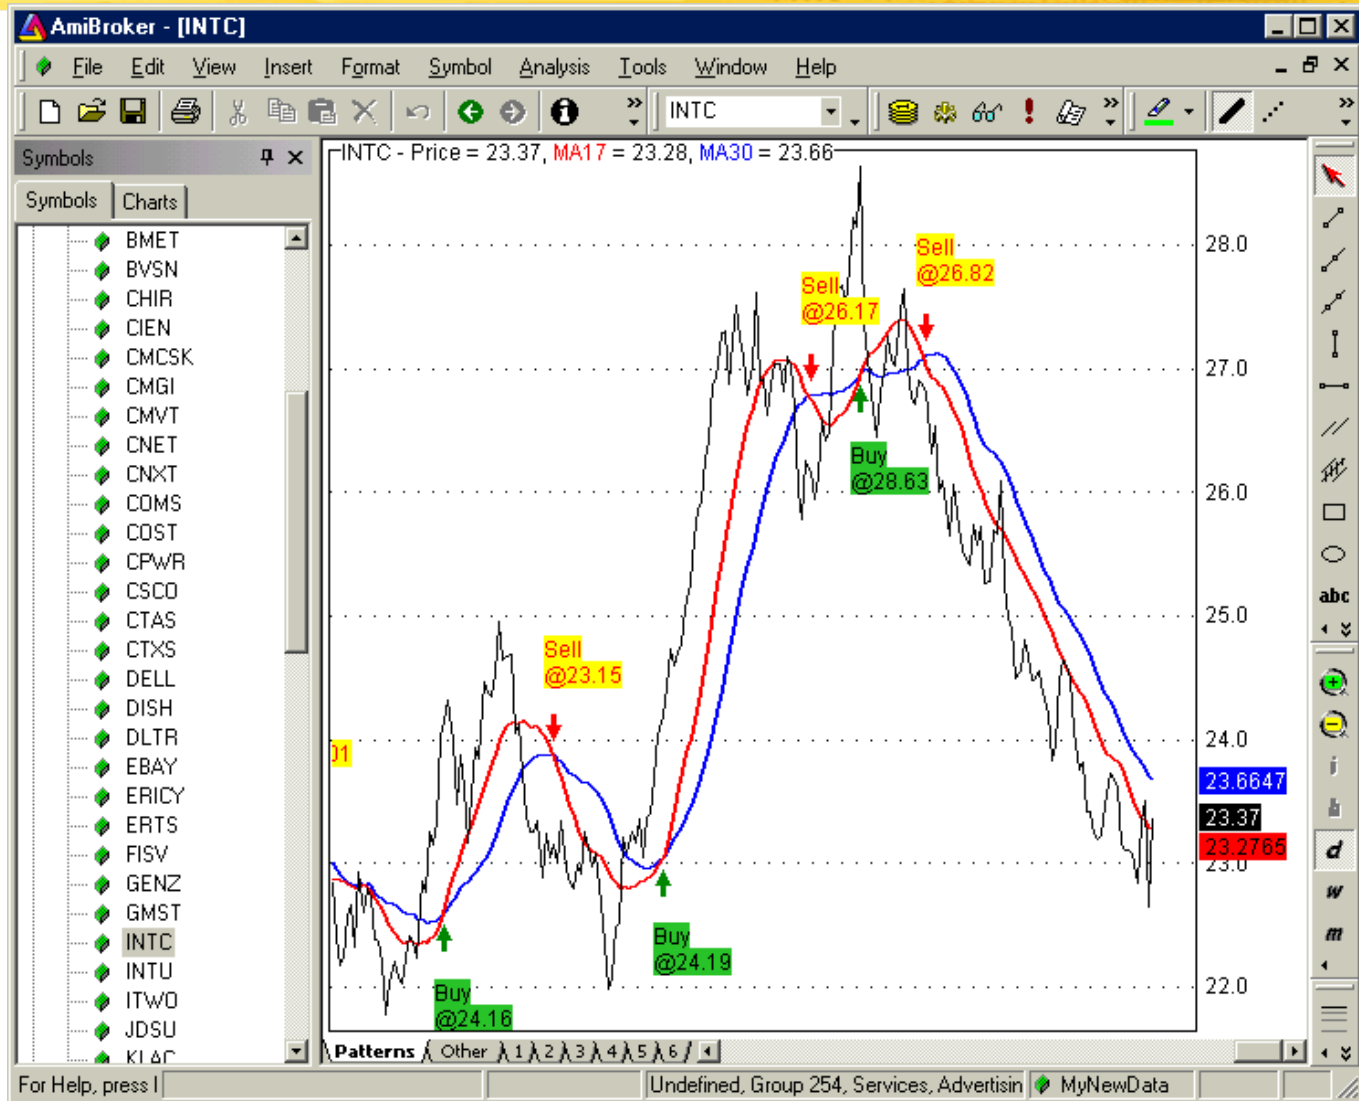 AmiBroker - [INTC]
File Edit View Insert Format Symbol Analysis Tools Window Help
INTC
Symbols
Symbols Charts
BMET
BVSN
CHIR
CIEN
CMCSK
CMGI
CMVT
CNET
CNXT
COMS
COST
CPWR
CSCO
CTAS
CTXS
DELL
DISH
DLTR
EBAY
ERICY
ERTS
FISV
GENZ
GMST
INTC
INTU
ITWO
JDSU
KLAC
INTC - Price = 23.37, MA17 = 23.28, MA30 = 23.66
Sell
@26.82
Sell
@26.17
Buy
@28.63
Sell
@23.15
01
Buy
@24.19
Buy
@24.16
28.0
27.0
26.0
25.0
24.0
23.6647
23.37
23.2765
23.0
22.0
abc
d
w
m
Patterns Other 1 2 3 4 5 6
For Help, press I
Undefined, Group 254, Services, Advertisin
MyNewData